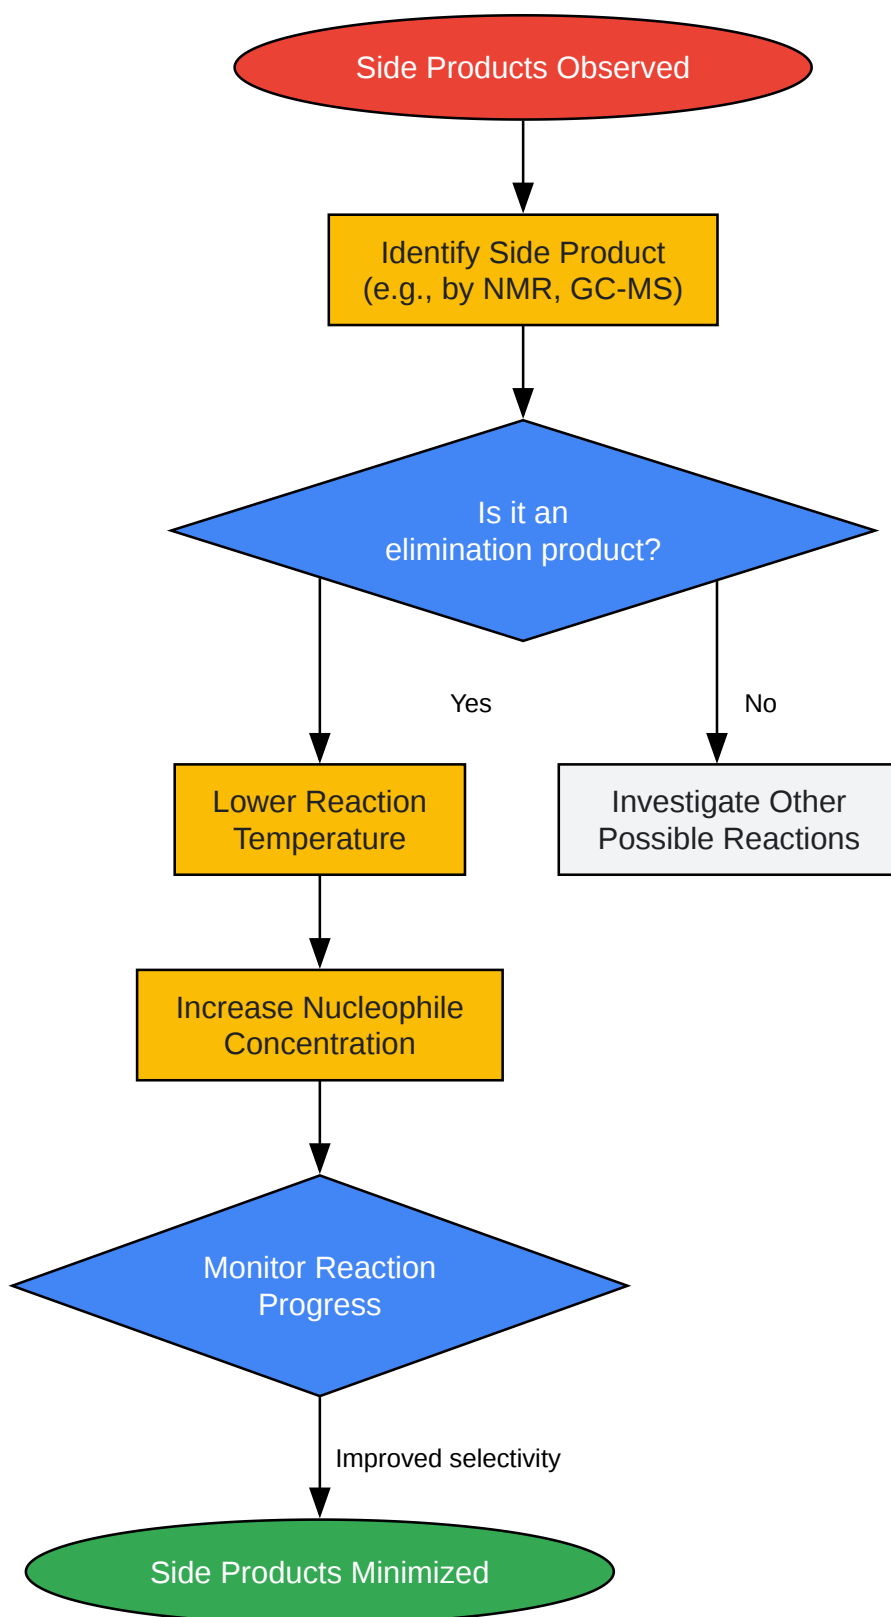 Side Products Observed
Identify Side Product
(e.g., by NMR, GC-MS)
Is it an
elimination product?
Yes
No
Lower Reaction
Temperature
Investigate Other
Possible Reactions
Increase Nucleophile
Concentration
Monitor Reaction
Progress
Improved selectivity
Side Products Minimized